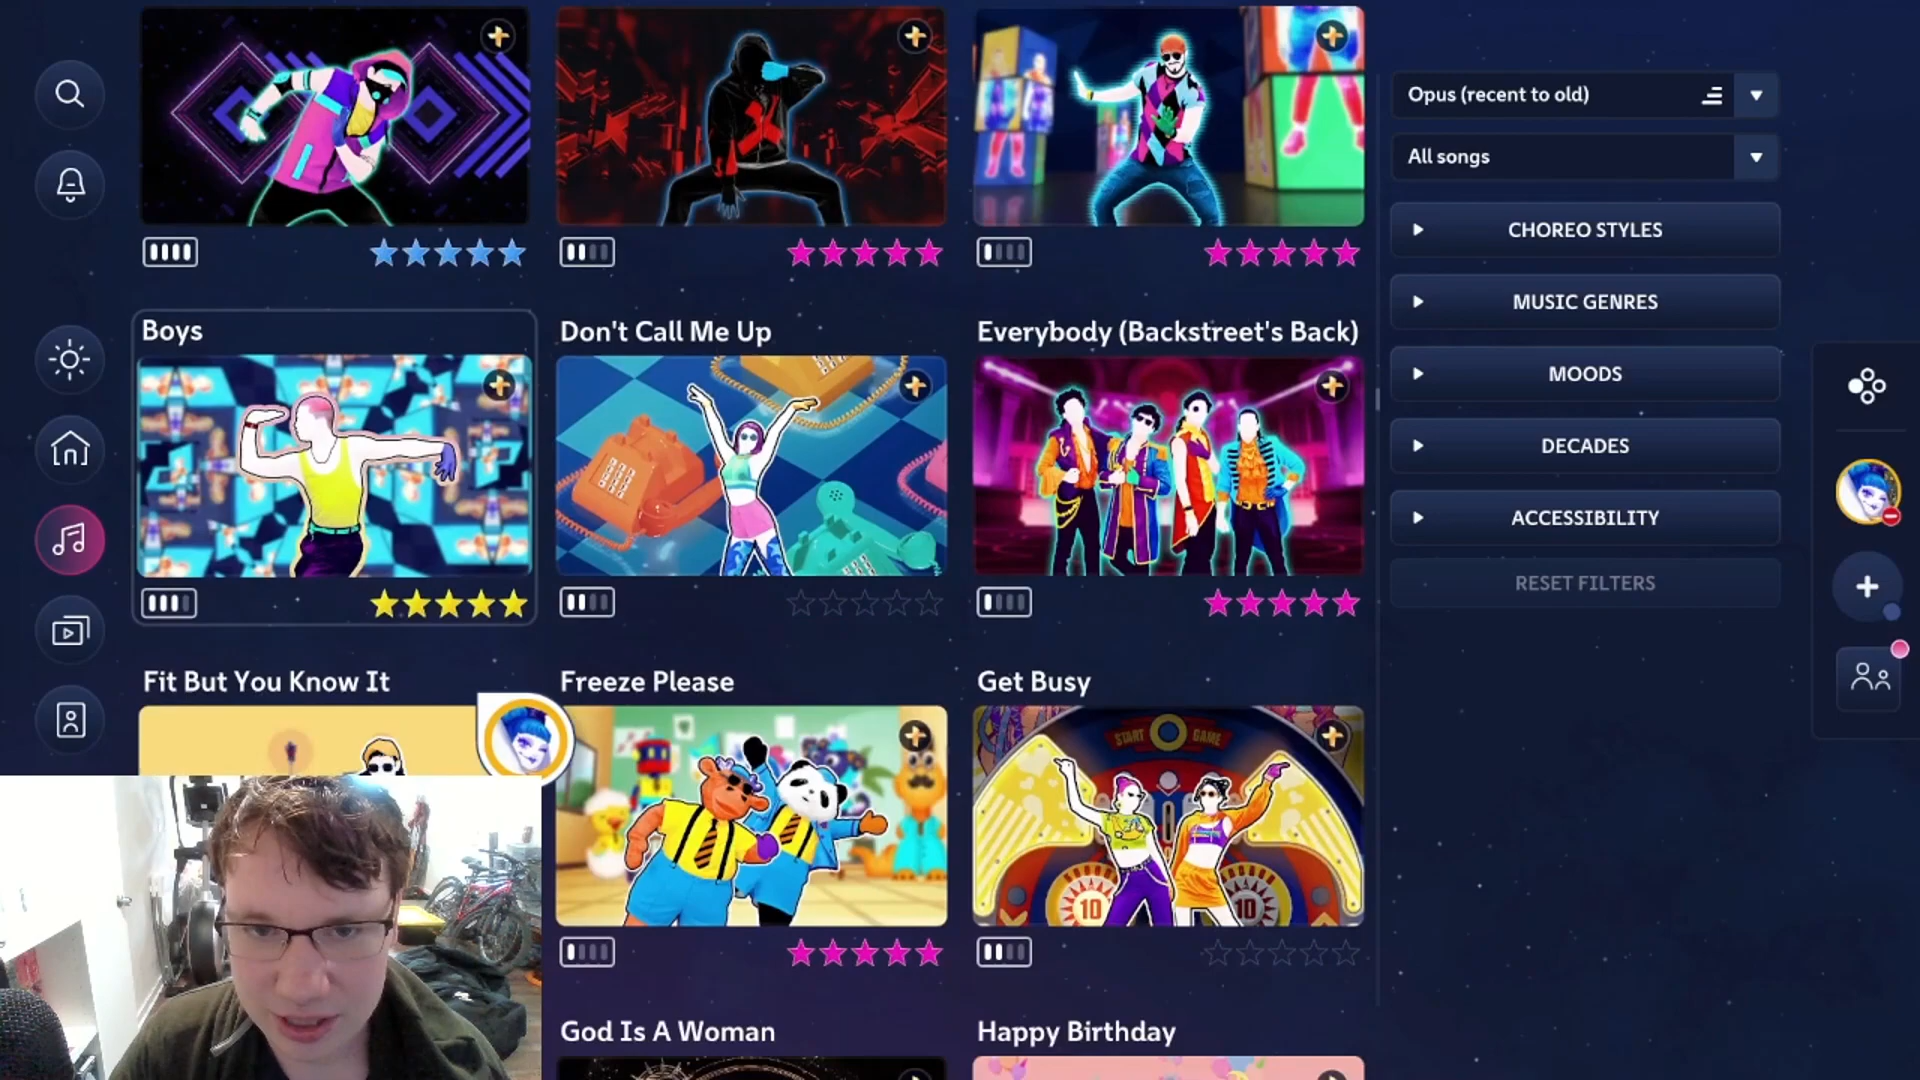 Opus (recent to old)
All songs
CHOREO STYLES
MUSIC GENRES
MOODS
DECADES
ACCESSIBILITY
RESET FILTERS
Boys
Don't Call Me Up
Everybody (Backstreet's Back)
Fit But You Know It
Freeze Please
Get Busy
START GAME
10
10
God Is A Woman
Happy Birthday